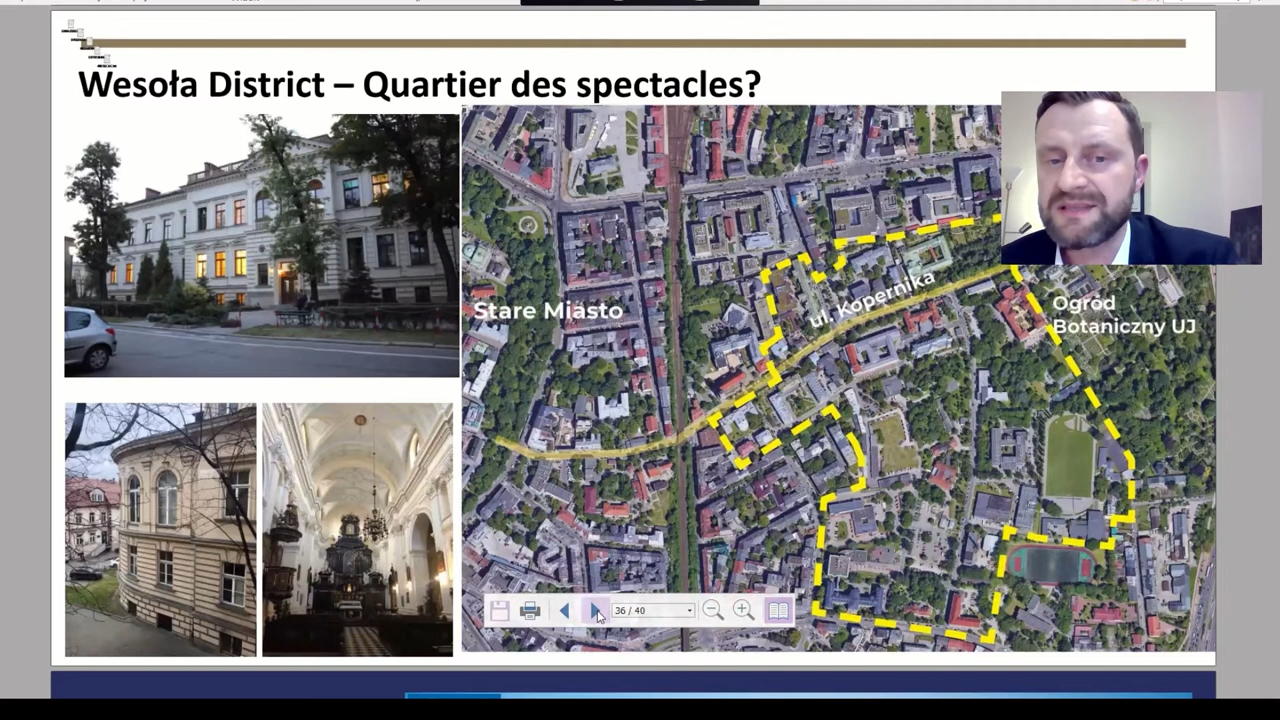 Wesoła District – Quartier des spectacles?
Stare Miasto
ul. Kopernika
Ogród
Botaniczny UJ
36 / 40